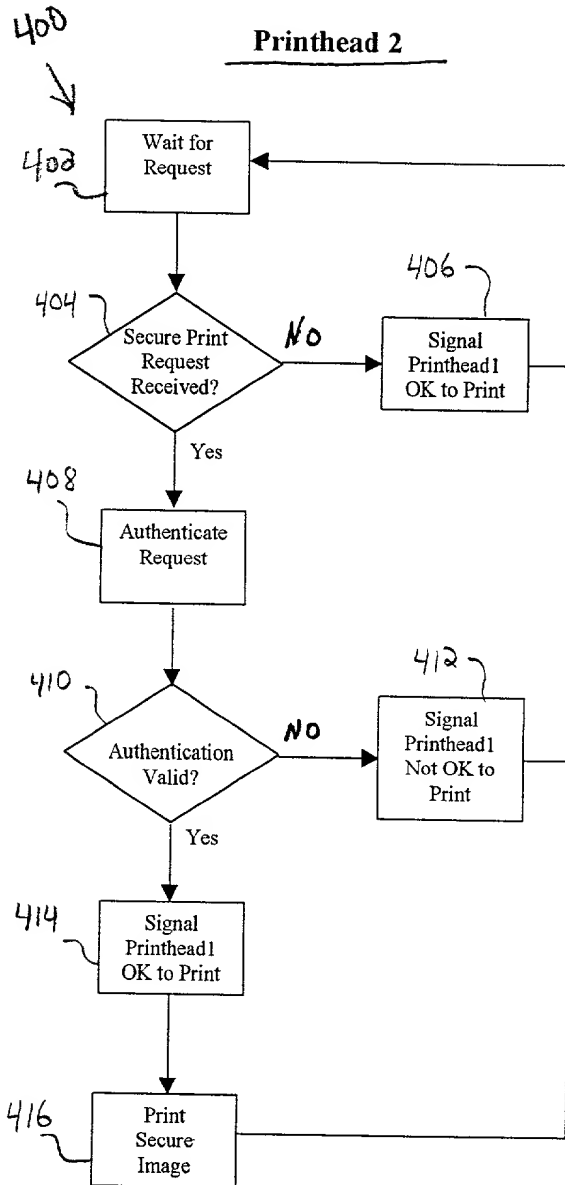 400
Printhead 2
402
Wait for
Request
404
Secure Print
Request
Received?
NO
406
Signal
Printhead1
OK to Print
Yes
408
Authenticate
Request
410
Authentication
Valid?
NO
412
Signal
Printhead1
Not OK to
Print
Yes
414
Signal
Printhead1
OK to Print
416
Print
Secure
Image